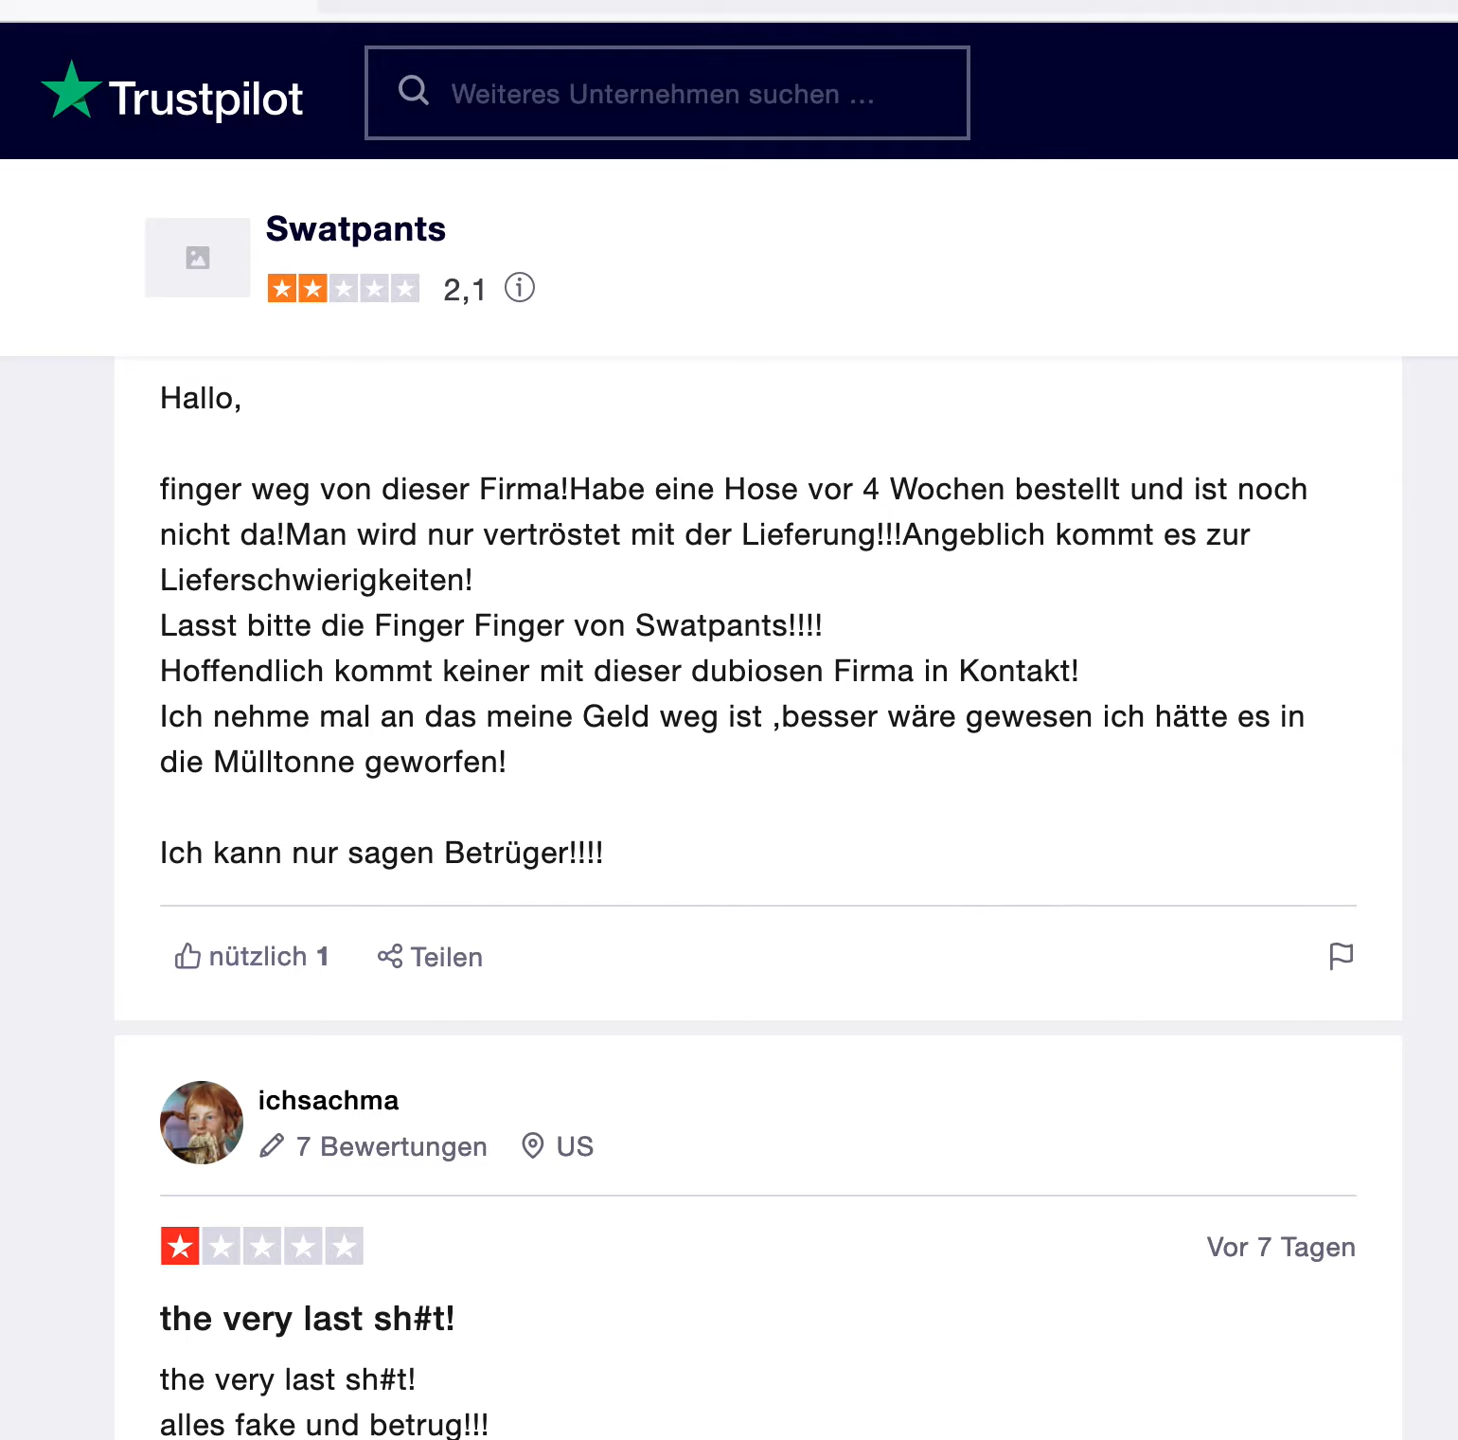 Trustpilot
Weiteres Unternehmen suchen ...
Swatpants
2,1
Hallo,
finger weg von dieser Firma!Habe eine Hose vor 4 Wochen bestellt und ist noch
nicht da!Man wird nur vertröstet mit der Lieferung!!!Angeblich kommt es zur
Lieferschwierigkeiten!
Lasst bitte die Finger Finger von Swatpants!!!!
Hoffendlich kommt keiner mit dieser dubiosen Firma in Kontakt!
Ich nehme mal an das meine Geld weg ist ,besser wäre gewesen ich hätte es in
die Mülltonne geworfen!
Ich kann nur sagen Betrüger!!!!
nützlich 1 Teilen
ichsachma
7 Bewertungen US
Vor 7 Tagen
the very last sh#t!
the very last sh#t!
alles fake und betrug!!!